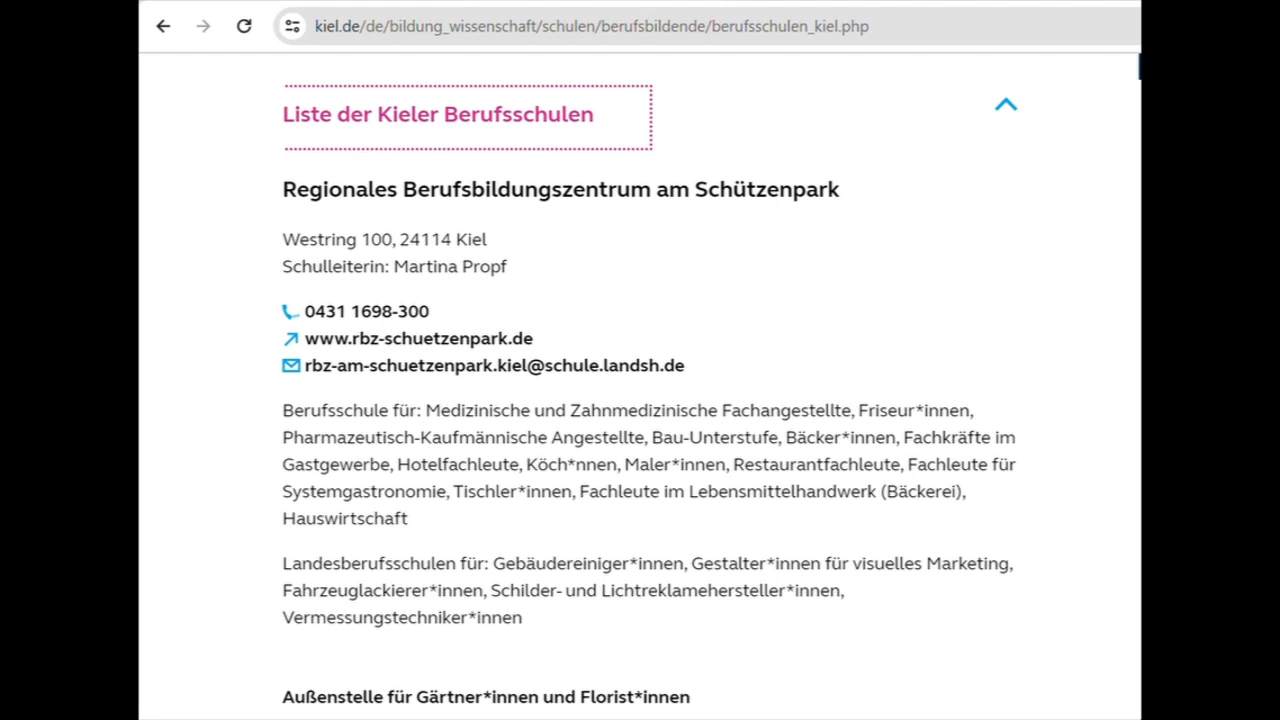 kiel.de/de/bildung_wissenschaft/schulen/berufsbildende/berufsschulen_kiel.php
Liste der Kieler Berufsschulen
Regionales Berufsbildungszentrum am Schützenpark
Westring 100, 24114 Kiel
Schulleiterin: Martina Propf
0431 1698-300
www.rbz-schuetzenpark.de
rbz-am-schuetzenpark.kiel@schule.landsh.de
Berufsschule für: Medizinische und Zahnmedizinische Fachangestellte, Friseur*innen,
Pharmazeutisch-Kaufmännische Angestellte, Bau-Unterstufe, Bäcker*innen, Fachkräfte im
Gastgewerbe, Hotelfachleute, Köch*nnen, Maler*innen, Restaurantfachleute, Fachleute für
Systemgastronomie, Tischler*innen, Fachleute im Lebensmittelhandwerk (Bäckerei),
Hauswirtschaft
Landesberufsschulen für: Gebäudereiniger*innen, Gestalter*innen für visuelles Marketing,
Fahrzeuglackierer*innen, Schilder- und Lichtreklamehersteller*innen,
Vermessungstechniker*innen
Außenstelle für Gärtner*innen und Florist*innen